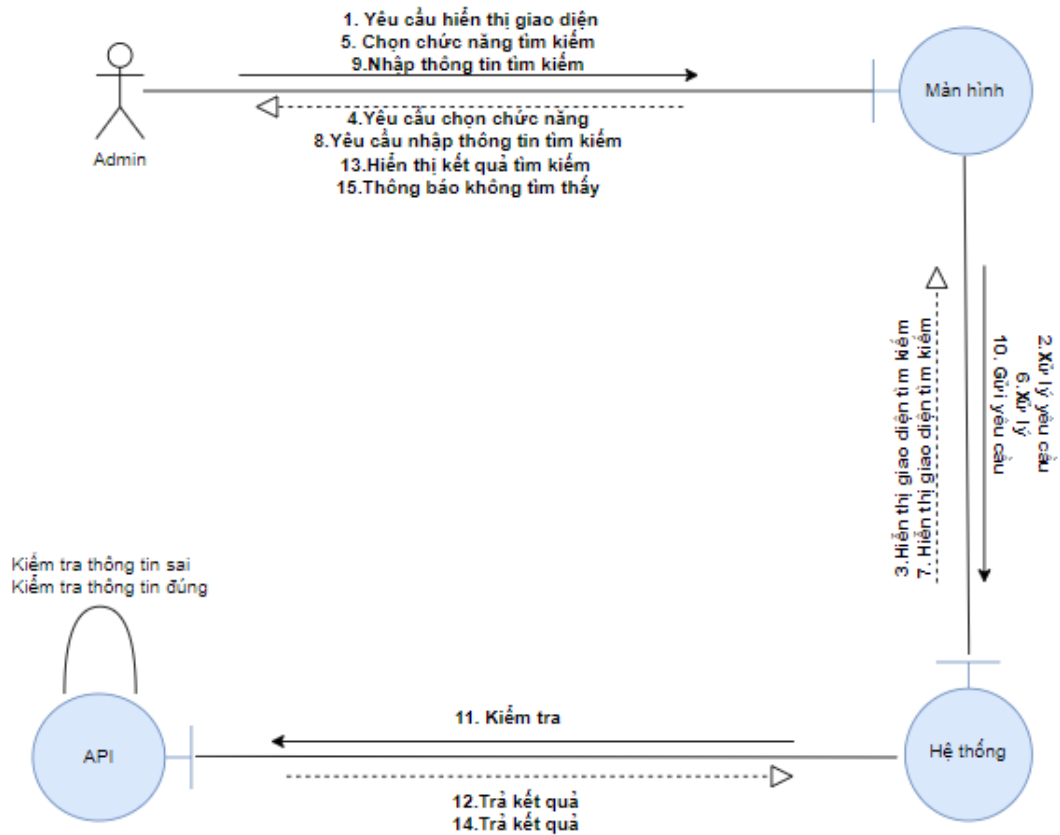 1. Yêu cầu hiển thị giao diện
5. Chọn chức năng tìm kiếm
9.Nhập thông tin tìm kiếm
Màn hình
4.Yêu cầu chọn chức năng
8.Yêu cầu nhập thông tin tìm kiếm
13.Hiển thị kết quả tìm kiếm
15.Thông báo không tìm thấy
Admin
3.Hiển thị giao diện tìm kiếm
7. Hiển thị giao diện tìm kiếm
2.Xử lý yêu cầu
6.Xử lý
10. Gửi yêu cầu
Kiểm tra thông tin sai
Kiểm tra thông tin đúng
11. Kiểm tra
API
Hệ thống
12.Trả kết quả
14.Trả kết quả